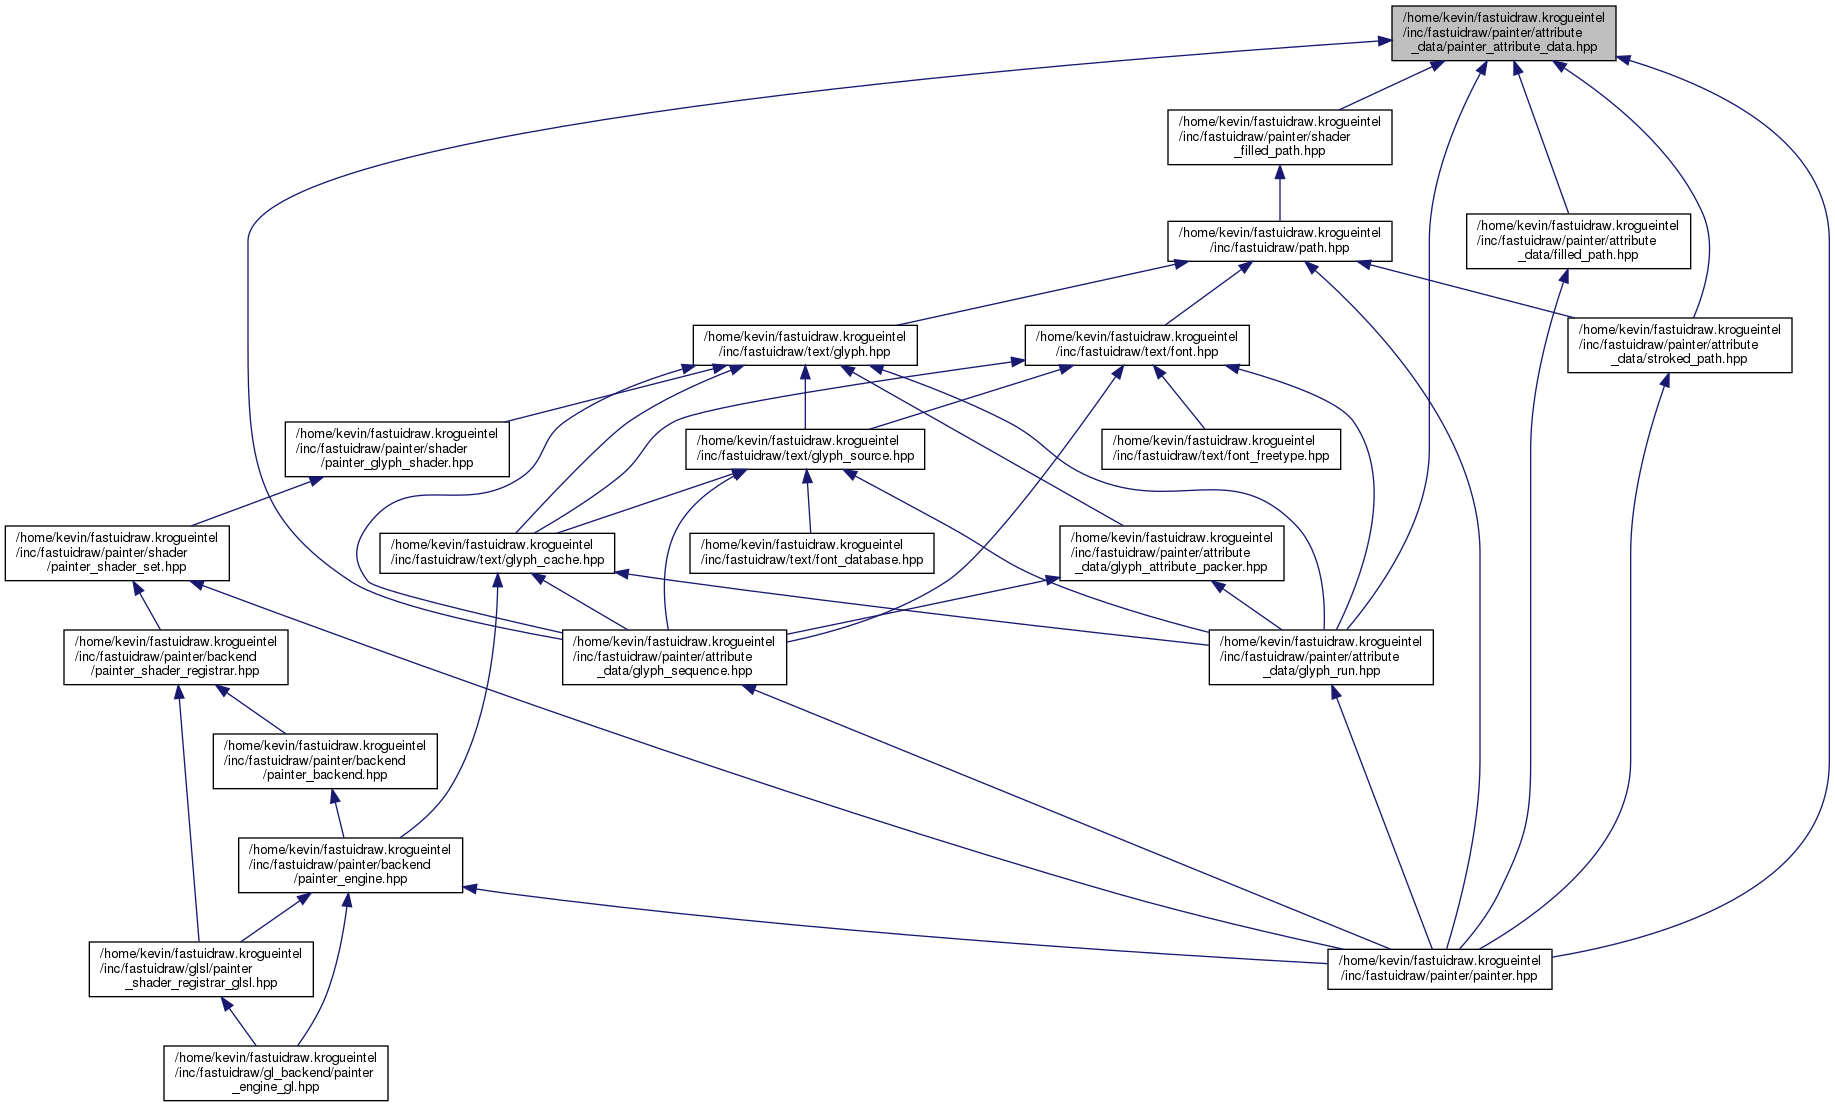 /home/kevin/fastuidraw.krogueintel
/inc/fastuidraw/painter/attribute
_data/painter_attribute_data.hpp
/home/kevin/fastuidraw.krogueintel
/inc/fastuidraw/painter/shader
_filled_path.hpp
/home/kevin/fastuidraw.krogueintel
/inc/fastuidraw/path.hpp
/home/kevin/fastuidraw.krogueintel
/inc/fastuidraw/painter/attribute
_data/filled_path.hpp
/home/kevin/fastuidraw.krogueintel
/inc/fastuidraw/text/glyph.hpp
/home/kevin/fastuidraw.krogueintel
/inc/fastuidraw/text/font.hpp
/home/kevin/fastuidraw.krogueintel
/inc/fastuidraw/painter/attribute
_data/stroked_path.hpp
/home/kevin/fastuidraw.krogueintel
/inc/fastuidraw/painter/shader
/painter_glyph_shader.hpp
/home/kevin/fastuidraw.krogueintel
/inc/fastuidraw/text/glyph_source.hpp
/home/kevin/fastuidraw.krogueintel
/inc/fastuidraw/text/font_freetype.hpp
/home/kevin/fastuidraw.krogueintel
/inc/fastuidraw/painter/shader
/painter_shader_set.hpp
/home/kevin/fastuidraw.krogueintel
/inc/fastuidraw/text/glyph_cache.hpp
/home/kevin/fastuidraw.krogueintel
/inc/fastuidraw/text/font_database.hpp
/home/kevin/fastuidraw.krogueintel
/inc/fastuidraw/painter/attribute
_data/glyph_attribute_packer.hpp
/home/kevin/fastuidraw.krogueintel
/inc/fastuidraw/painter/backend
/painter_shader_registrar.hpp
/home/kevin/fastuidraw.krogueintel
/inc/fastuidraw/painter/attribute
_data/glyph_sequence.hpp
/home/kevin/fastuidraw.krogueintel
/inc/fastuidraw/painter/attribute
_data/glyph_run.hpp
/home/kevin/fastuidraw.krogueintel
/inc/fastuidraw/painter/backend
/painter_backend.hpp
/home/kevin/fastuidraw.krogueintel
/inc/fastuidraw/painter/backend
/painter_engine.hpp
/home/kevin/fastuidraw.krogueintel
/inc/fastuidraw/glsl/painter
_shader_registrar_glsl.hpp
/home/kevin/fastuidraw.krogueintel
/inc/fastuidraw/painter/painter.hpp
/home/kevin/fastuidraw.krogueintel
/inc/fastuidraw/gl_backend/painter
_engine_gl.hpp